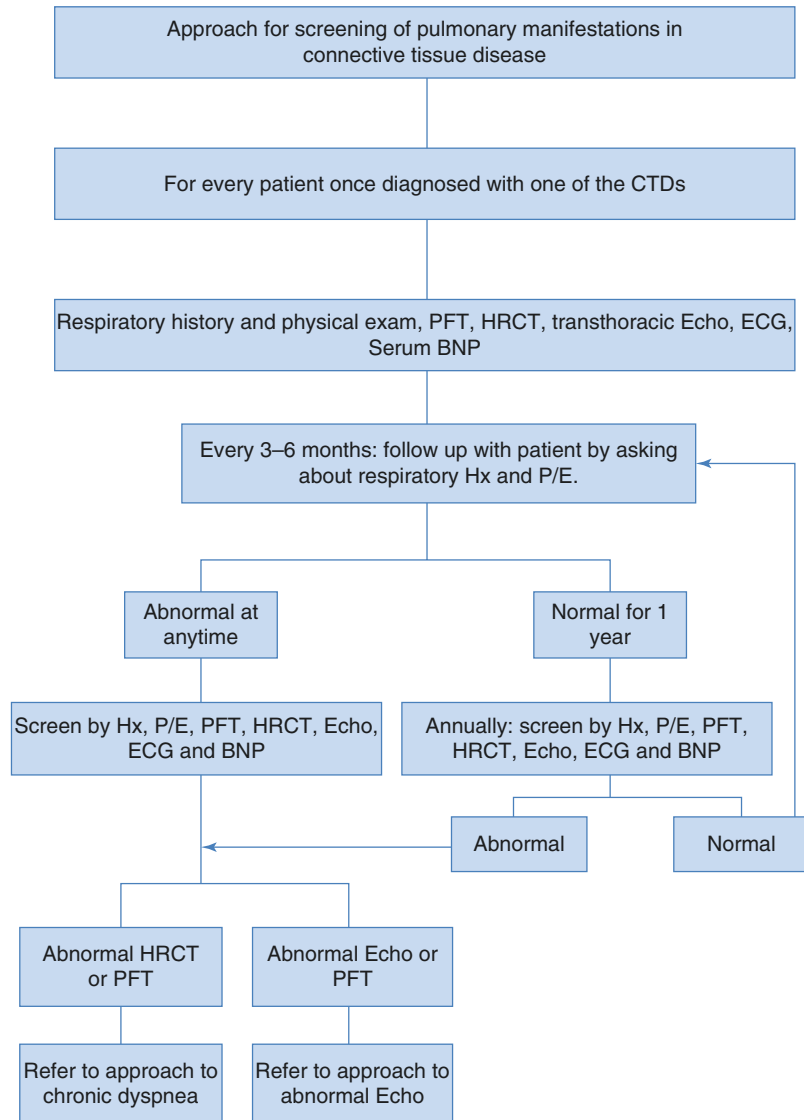 Approach for screening of pulmonary manifestations in
connective tissue disease
For every patient once diagnosed with one of the CTDs
Respiratory history and physical exam, PFT, HRCT, transthoracic Echo, ECG,
Serum BNP
Every 3–6 months: follow up with patient by asking
about respiratory Hx and P/E.
Abnormal at
anytime
Normal for 1
year
Screen by Hx, P/E, PFT, HRCT, Echo,
ECG and BNP
Annually: screen by Hx, P/E, PFT,
HRCT, Echo, ECG and BNP
Abnormal
Normal
Abnormal HRCT
or PFT
Abnormal Echo or
PFT
Refer to approach to
chronic dyspnea
Refer to approach to
abnormal Echo